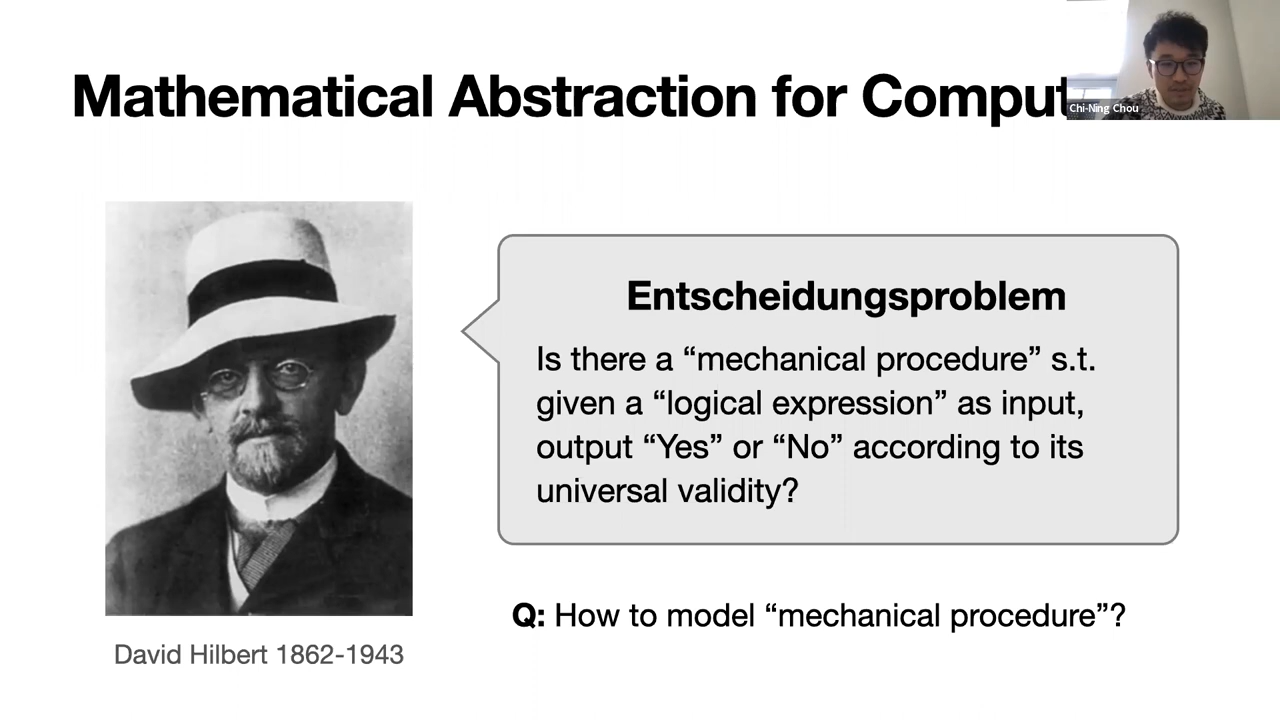 Mathematical Abstraction for Comput
Chi-Ning Chou
Entscheidungsproblem
Is there a “mechanical procedure” s.t.
given a “logical expression” as input,
output “Yes” or “No” according to its
universal validity?
Q: How to model “mechanical procedure”?
David Hilbert 1862-1943